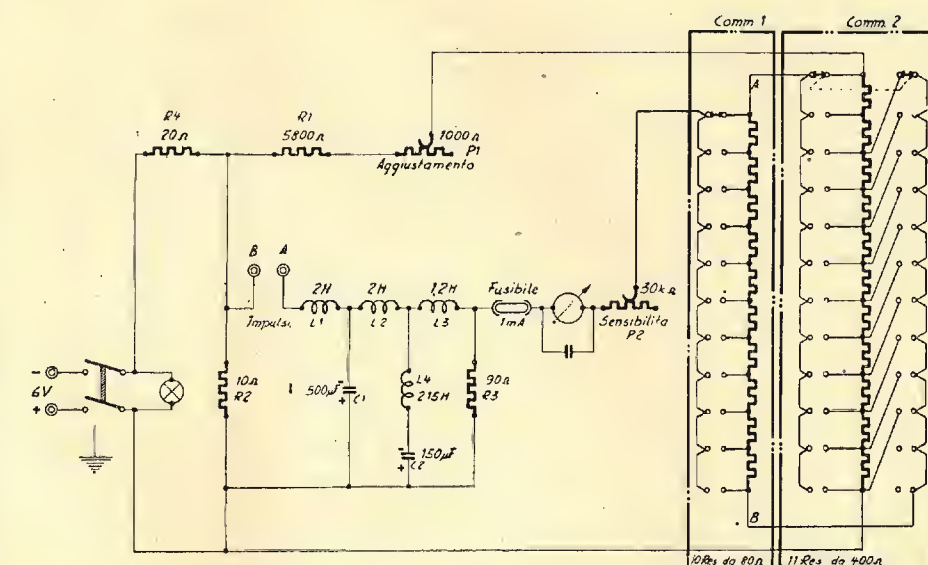 Comm 1
Comm. 2
R4
20Ω
R1
5800Ω
1000Ω
P1
Aggiustamento
A
B
A
Impulsi
2H
L1
2H
L2
1,2H
L3
Fusibile
1mA
30kΩ
Sensibilita
P2
-
6V
+
10Ω
R2
500μF
C1
+
L4
215H
-
150μF
+
C2
90Ω
R3
B
10 Res da 80Ω
11 Res da 400Ω